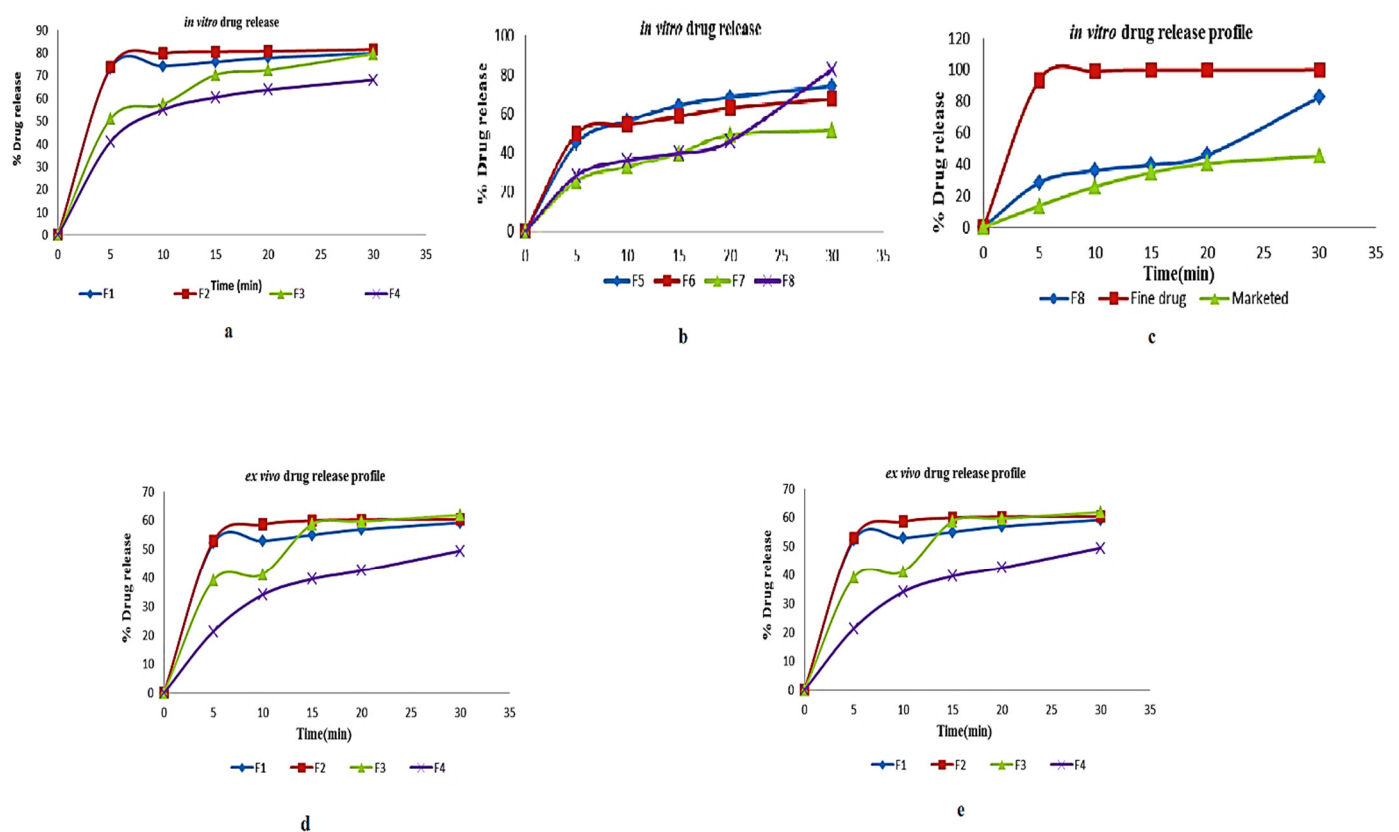 in vitro drug release
% Drug release
90
80
70
60
50
40
30
20
10
0
0 5 10 15 20 25 30 35
Time (min)
F1 F2 F3 F4
a
in vitro drug release
% Drug release
100
80
60
40
20
0
0 5 10 15 20 25 30 35
F5 F6 F7 F8
b
in vitro drug release profile
% Drug release
120
100
80
60
40
20
0
0 5 10 15 20 25 30 35
Time(min)
F8 Fine drug Marketed
c
ex vivo drug release profile
% Drug release
70
60
50
40
30
20
10
0
0 5 10 15 20 25 30 35
Time(min)
F1 F2 F3 F4
d
ex vivo drug release profile
% Drug release
70
60
50
40
30
20
10
0
0 5 10 15 20 25 30 35
Time(min)
F1 F2 F3 F4
e